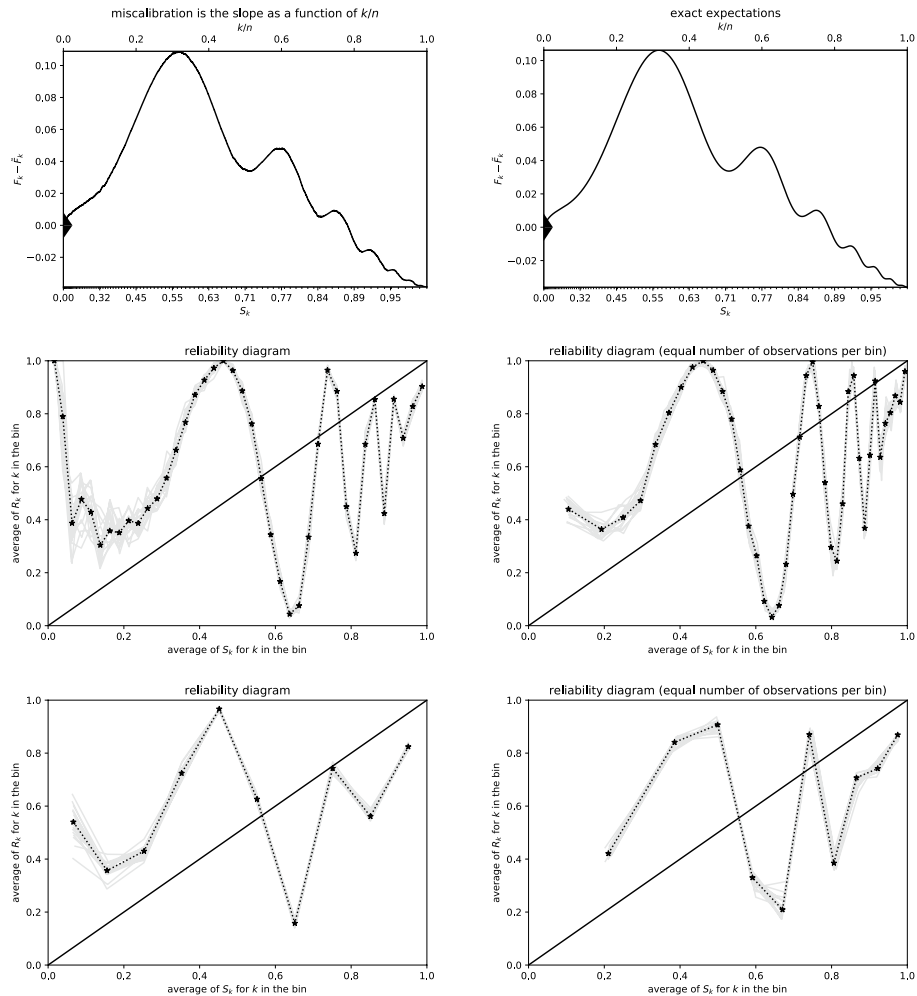 miscalibration is the slope as a function of k/n
k/n
0.0 0.2 0.4 0.6 0.8 1.0
0.10
0.08
0.06
0.04
0.02
0.00
−0.02
F_k − F̃_k
0.00 0.32 0.45 0.55 0.63 0.71 0.77 0.84 0.89 0.95
S_k
exact expectations
k/n
0.0 0.2 0.4 0.6 0.8 1.0
0.10
0.08
0.06
0.04
0.02
0.00
−0.02
F_k − F̃_k
0.00 0.45 0.55 0.63 0.71 0.77 0.84 0.89 0.95
S_k
reliability diagram
1.0
0.8
0.6
0.4
0.2
0.0
average of R_k for k in the bin
0.0 0.2 0.4 0.6 0.8 1.0
average of S_k for k in the bin
reliability diagram (equal number of observations per bin)
1.0
0.8
0.6
0.4
0.2
0.0
average of R_k for k in the bin
0.0 0.2 0.4 0.6 0.8 1.0
average of S_k for k in the bin
reliability diagram
1.0
0.8
0.6
0.4
0.2
0.0
average of R_k for k in the bin
0.0 0.2 0.4 0.6 0.8 1.0
average of S_k for k in the bin
reliability diagram (equal number of observations per bin)
1.0
0.8
0.6
0.4
0.2
0.0
average of R_k for k in the bin
0.0 0.2 0.4 0.6 0.8 1.0
average of S_k for k in the bin